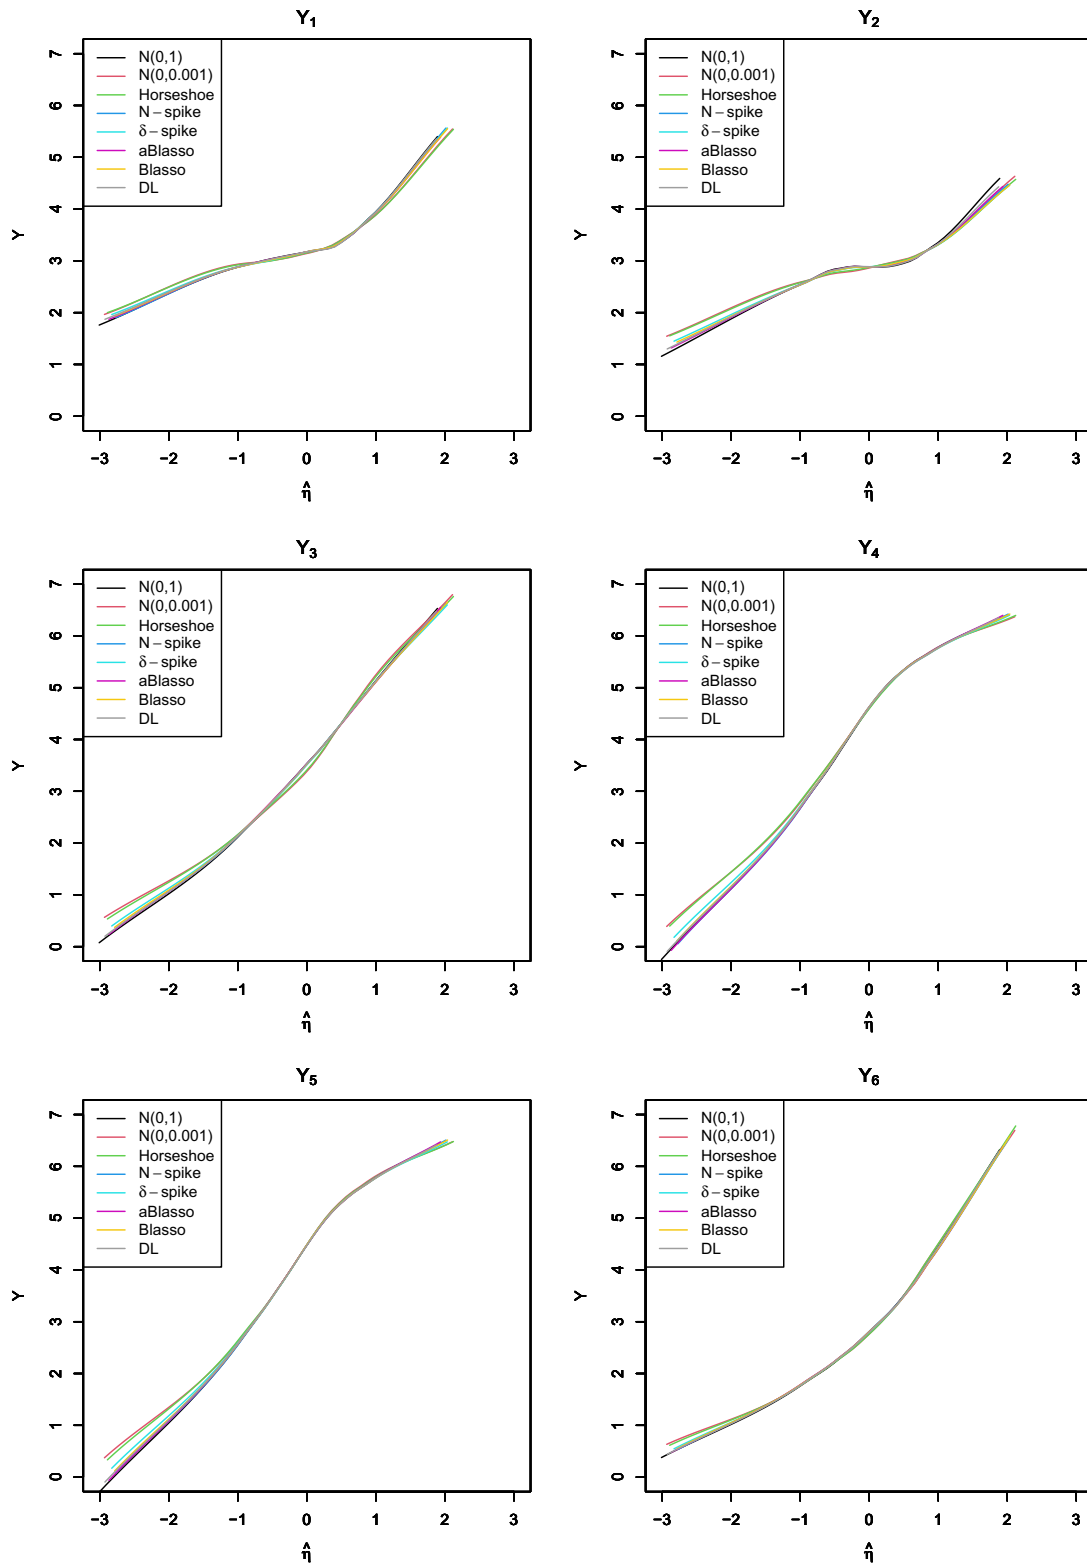 Y₁
N(0,1)
N(0,0.001)
Horseshoe
N−spike
δ−spike
aBlasso
Blasso
DL
Y
0 1 2 3 4 5 6 7
−3 −2 −1 0 1 2 3
η̂
Y₂
N(0,1)
N(0,0.001)
Horseshoe
N−spike
δ−spike
aBlasso
Blasso
DL
Y
0 1 2 3 4 5 6 7
−3 −2 −1 0 1 2 3
η̂
Y₃
N(0,1)
N(0,0.001)
Horseshoe
N−spike
δ−spike
aBlasso
Blasso
DL
Y
0 1 2 3 4 5 6 7
−3 −2 −1 0 1 2 3
η̂
Y₄
N(0,1)
N(0,0.001)
Horseshoe
N−spike
δ−spike
aBlasso
Blasso
DL
Y
0 1 2 3 4 5 6 7
−3 −2 −1 0 1 2 3
η̂
Y₅
N(0,1)
N(0,0.001)
Horseshoe
N−spike
δ−spike
aBlasso
Blasso
DL
Y
0 1 2 3 4 5 6 7
−3 −2 −1 0 1 2 3
η̂
Y₆
N(0,1)
N(0,0.001)
Horseshoe
N−spike
δ−spike
aBlasso
Blasso
DL
Y
0 1 2 3 4 5 6 7
−3 −2 −1 0 1 2 3
η̂